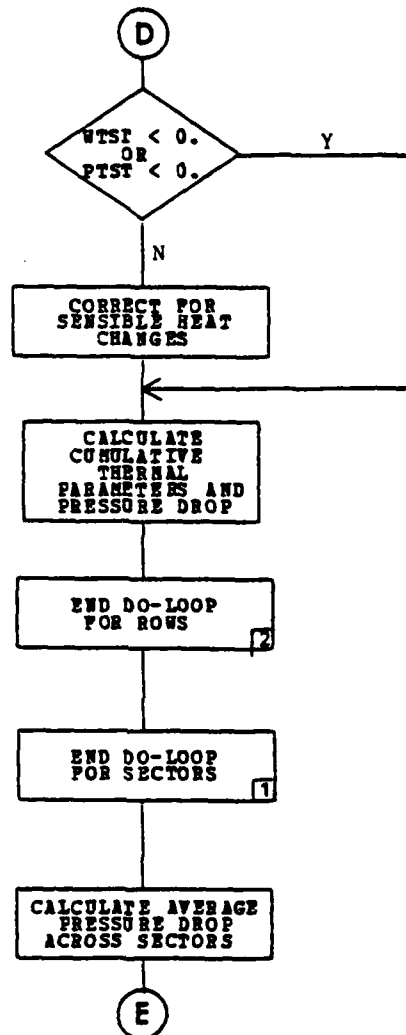 D
WTST < 0.
OR
PTST < 0.
Y
N
CORRECT FOR
SENSIBLE HEAT
CHANGES
CALCULATE
CUMULATIVE
THERMAL
PARAMETERS AND
PRESSURE DROP
END DO-LOOP
FOR ROWS
2
END DO-LOOP
FOR SECTORS
1
CALCULATE AVERAGE
PRESSURE DROP
ACROSS SECTORS
E